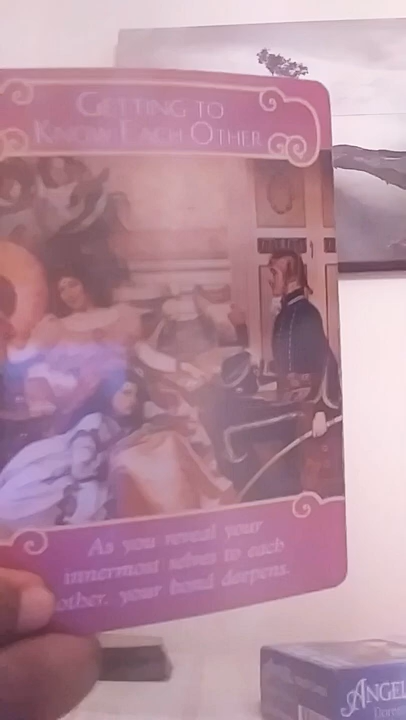 GETTING TO
KNOW EACH OTHER
As you reveal your
innermost selves to each
other, your bond deepens.
ANGEL